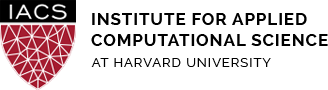 IACS
INSTITUTE FOR APPLIED
COMPUTATIONAL SCIENCE
AT HARVARD UNIVERSITY